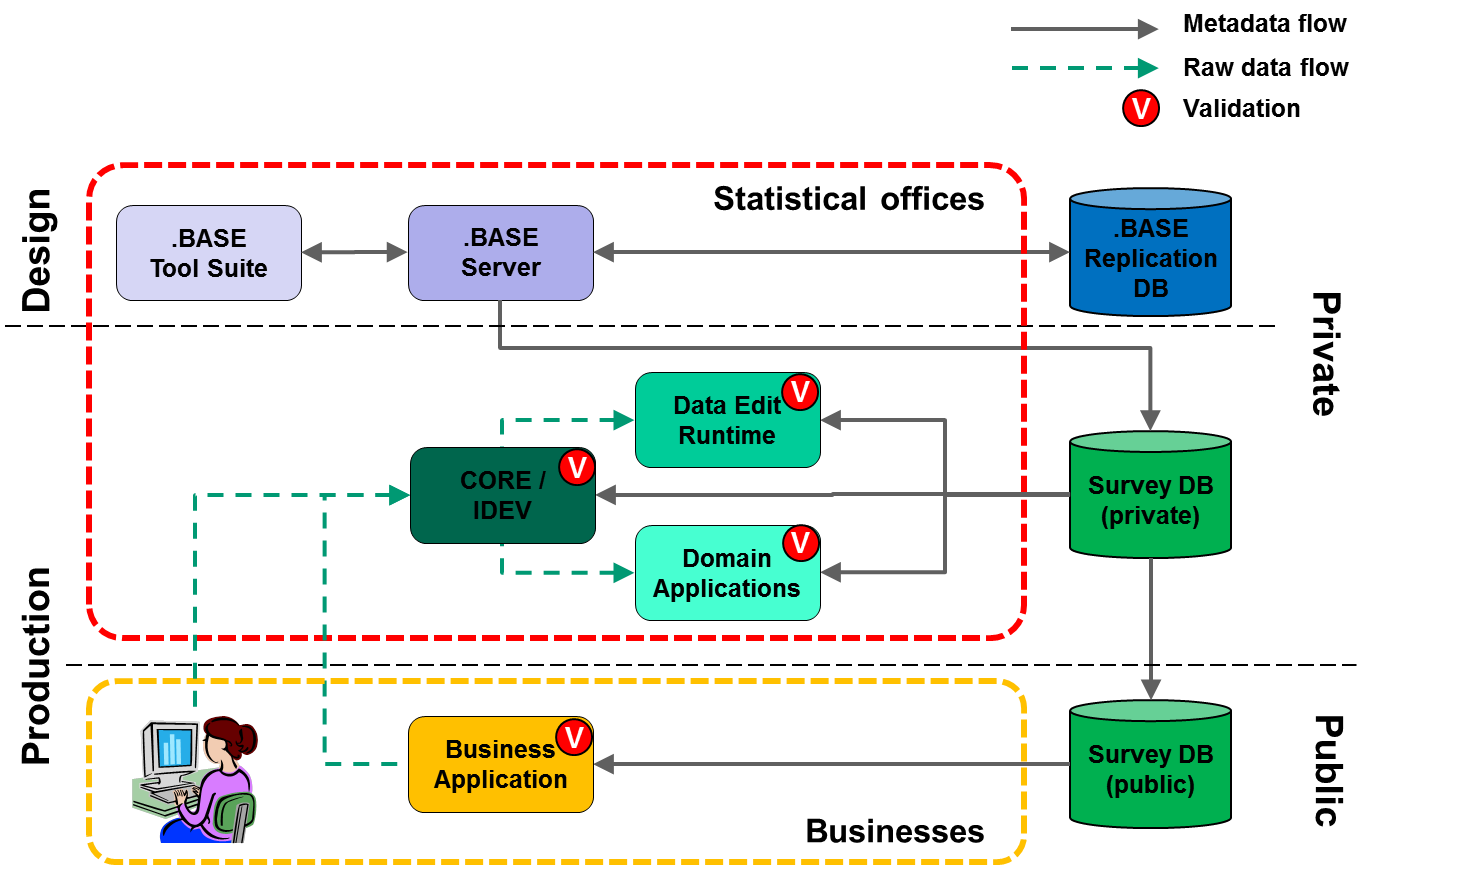 Metadata flow
Raw data flow
V
Validation
Design
Statistical offices
.BASE
Tool Suite
.BASE
Server
.BASE
Replication
DB
Private
Data Edit
Runtime
V
CORE /
IDEV
V
Domain
Applications
V
Survey DB
(private)
Production
Business
Application
V
Survey DB
(public)
Public
Businesses